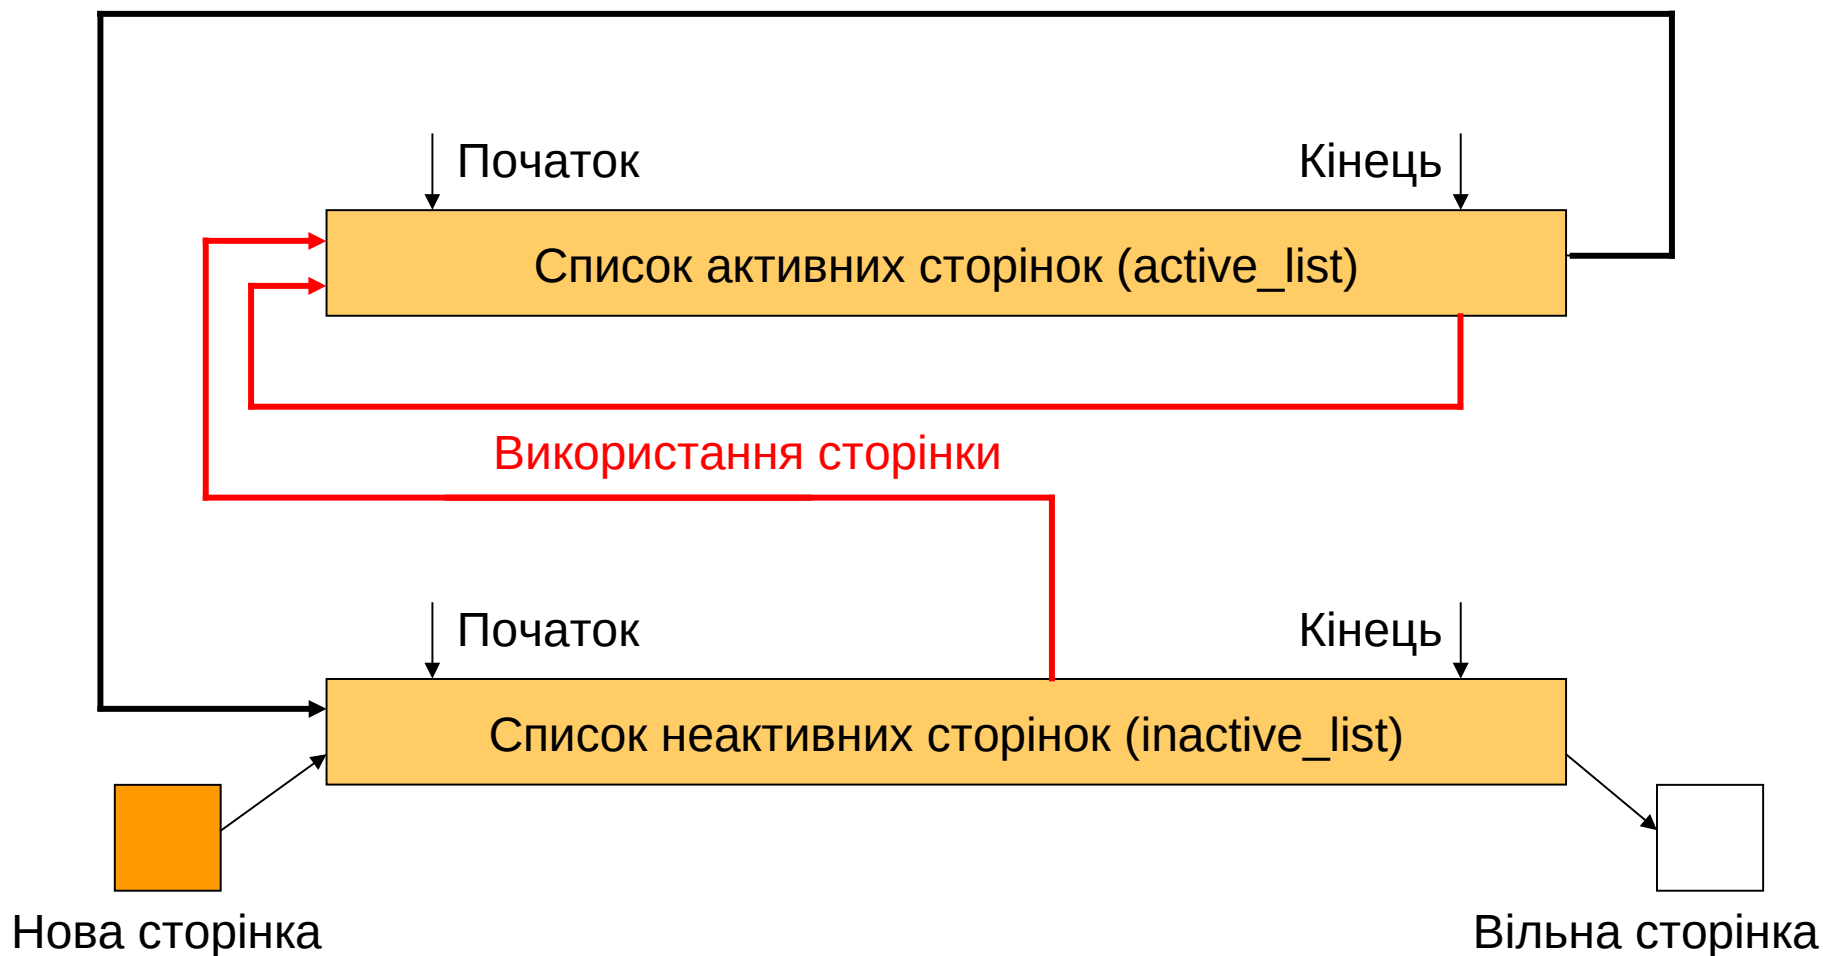 Початок
Кінець
Список активних сторінок (active_list)
Використання сторінки
Початок
Кінець
Список неактивних сторінок (inactive_list)
Нова сторінка
Вільна сторінка